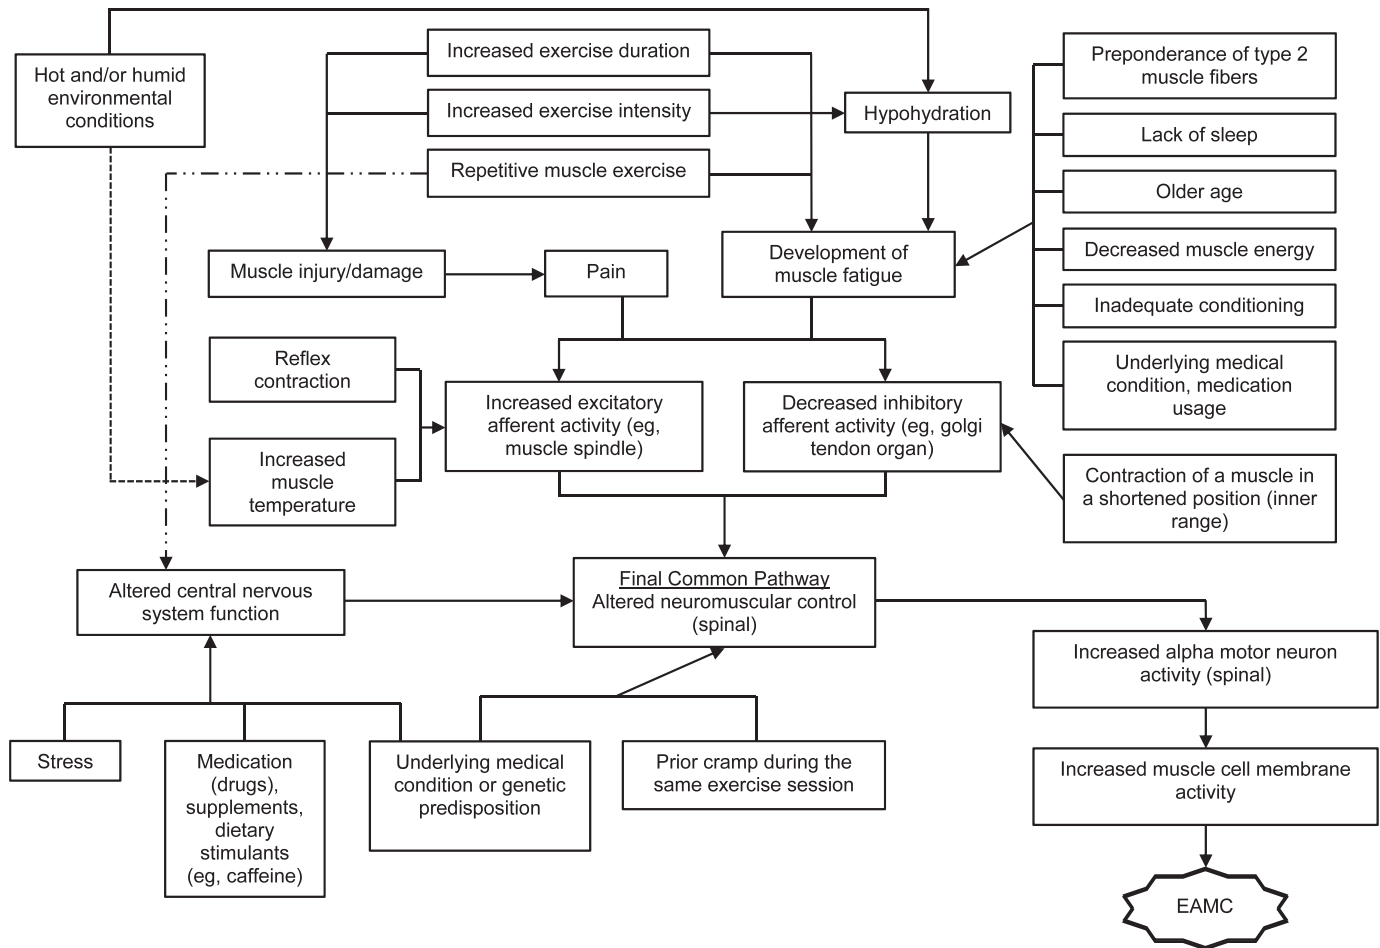 Hot and/or humid
environmental
conditions
Increased exercise duration
Increased exercise intensity
Repetitive muscle exercise
Hypohydration
Preponderance of type 2
muscle fibers
Lack of sleep
Older age
Decreased muscle energy
Inadequate conditioning
Underlying medical
condition, medication
usage
Muscle injury/damage
Pain
Development of
muscle fatigue
Reflex
contraction
Increased
muscle
temperature
Increased excitatory
afferent activity (eg,
muscle spindle)
Decreased inhibitory
afferent activity (eg, golgi
tendon organ)
Contraction of a muscle in
a shortened position (inner
range)
Altered central nervous
system function
Final Common Pathway
Altered neuromuscular control
(spinal)
Increased alpha motor neuron
activity (spinal)
Stress
Medication
(drugs),
supplements,
dietary
stimulants
(eg, caffeine)
Underlying medical
condition or genetic
predisposition
Prior cramp during the
same exercise session
Increased muscle cell membrane
activity
EAMC